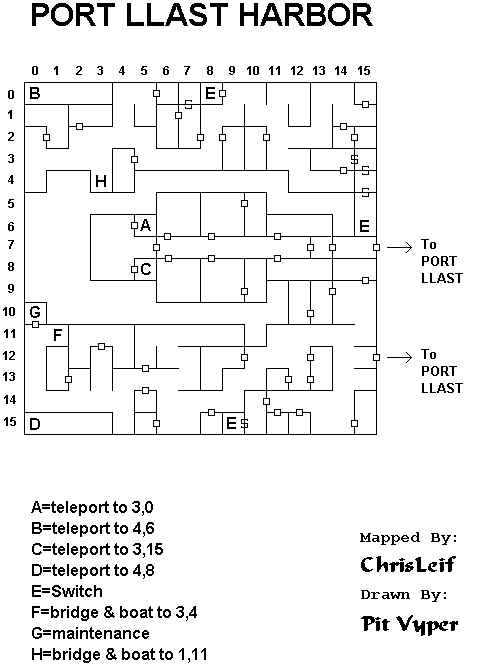 PORT LLAST HARBOR
0 1 2 3 4 5 6 7 8 9 10 11 12 13 14 15
0 B E
1 S
2
3 S
S
4 H
S
5
6 A E
7 To
PORT
LLAST
8 C
9
10 G
11 F
12 To
PORT
LLAST
13
14
15 D E S
A=teleport to 3,0
B=teleport to 4,6
C=teleport to 3,15
D=teleport to 4,8
E=Switch
F=bridge & boat to 3,4
G=maintenance
H=bridge & boat to 1,11
Mapped By:
ChrisLeif
Drawn By:
Pit Vyper